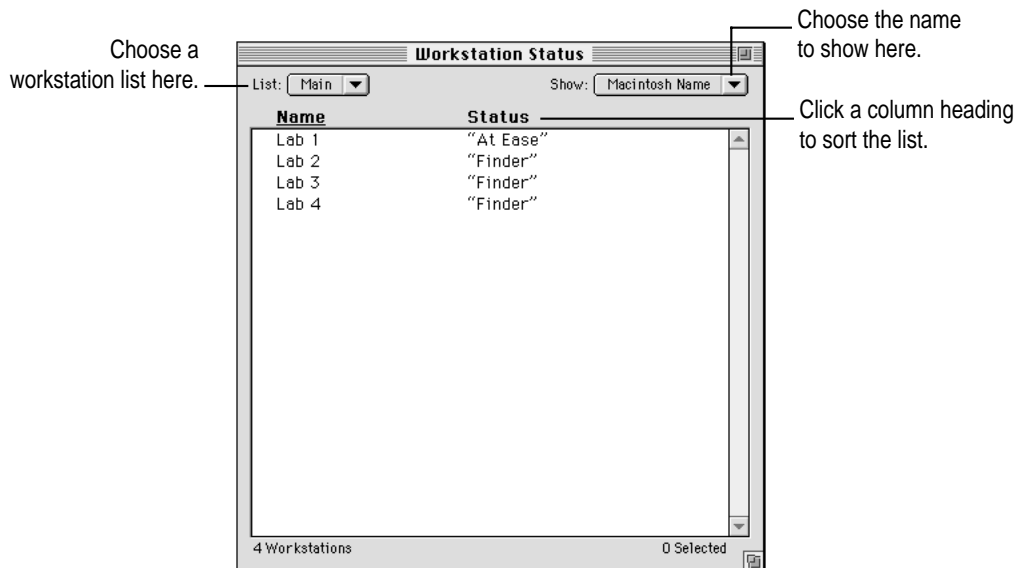 Choose the name
to show here.
Choose a
workstation list here.
Workstation Status
List: Main
Show: Macintosh Name
Click a column heading
to sort the list.
Name Status
Lab 1 “At Ease”
Lab 2 “Finder”
Lab 3 “Finder”
Lab 4 “Finder”
4 Workstations 0 Selected